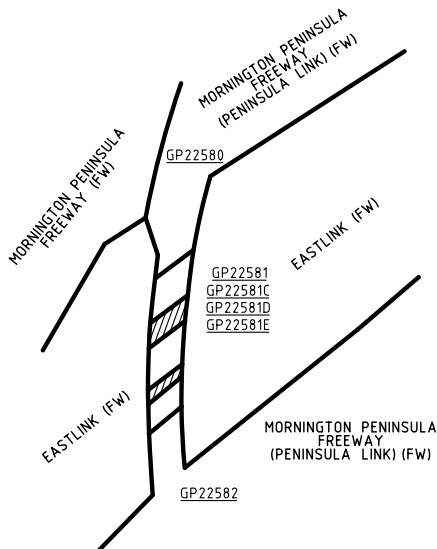 MORNINGTON PENINSULA
FREEWAY
(PENINSULA LINK) (FW)
MORNINGTON PENINSULA
FREEWAY (FW)
GP22580
EASTLINK (FW)
GP22581
GP22581C
GP22581D
GP22581E
EASTLINK (FW)
MORNINGTON PENINSULA
FREEWAY
(PENINSULA LINK) (FW)
GP22582